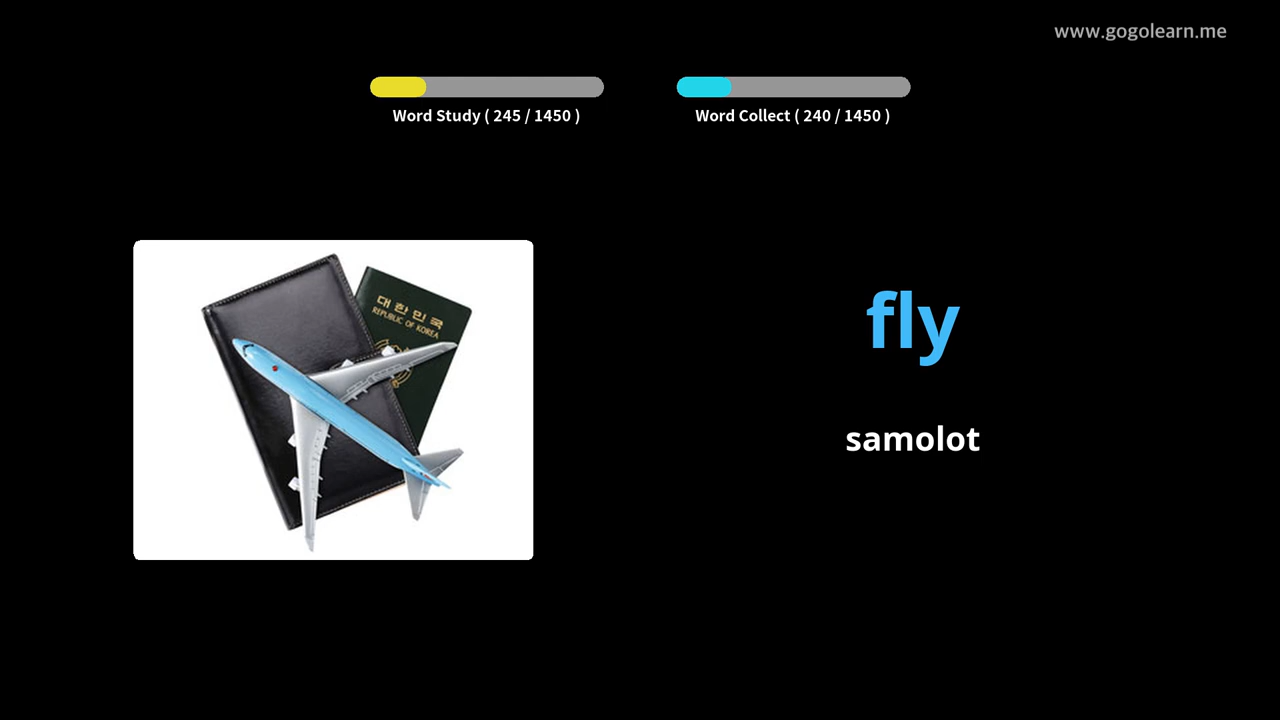 www.gogolearn.me
Word Study ( 245 / 1450 )
Word Collect ( 240 / 1450 )
대한민국
REPUBLIC OF KOREA
fly
samolot